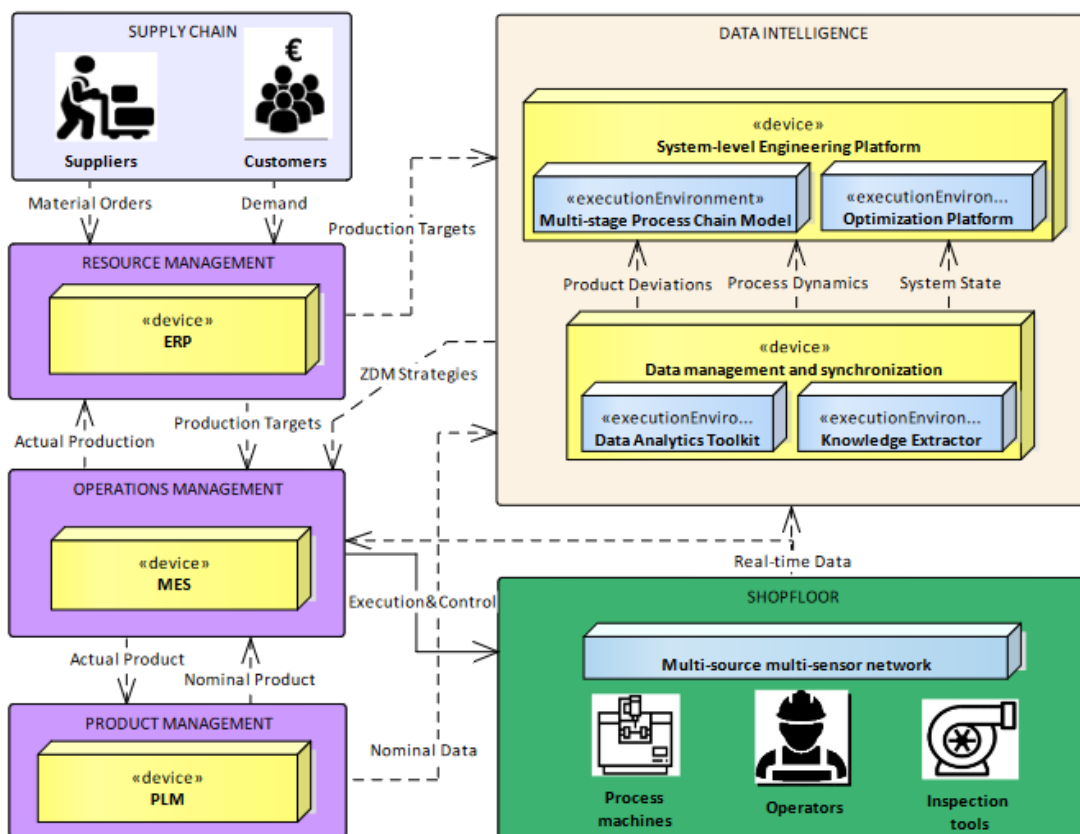 SUPPLY CHAIN
€
Suppliers
Customers
Material Orders
Demand
Production Targets
RESOURCE MANAGEMENT
«device»
ERP
ZDM Strategies
Actual Production
Production Targets
OPERATIONS MANAGEMENT
«device»
MES
Execution&Control
Actual Product
Nominal Product
PRODUCT MANAGEMENT
«device»
PLM
Nominal Data
DATA INTELLIGENCE
«device»
System-level Engineering Platform
«executionEnvironment»
Multi-stage Process Chain Model
«executionEnviron...
Optimization Platform
Product Deviations
Process Dynamics
System State
«device»
Data management and synchronization
«executionEnviro...
Data Analytics Toolkit
«executionEnviron...
Knowledge Extractor
Real-time Data
SHOPFLOOR
Multi-source multi-sensor network
Process
machines
Operators
Inspection
tools